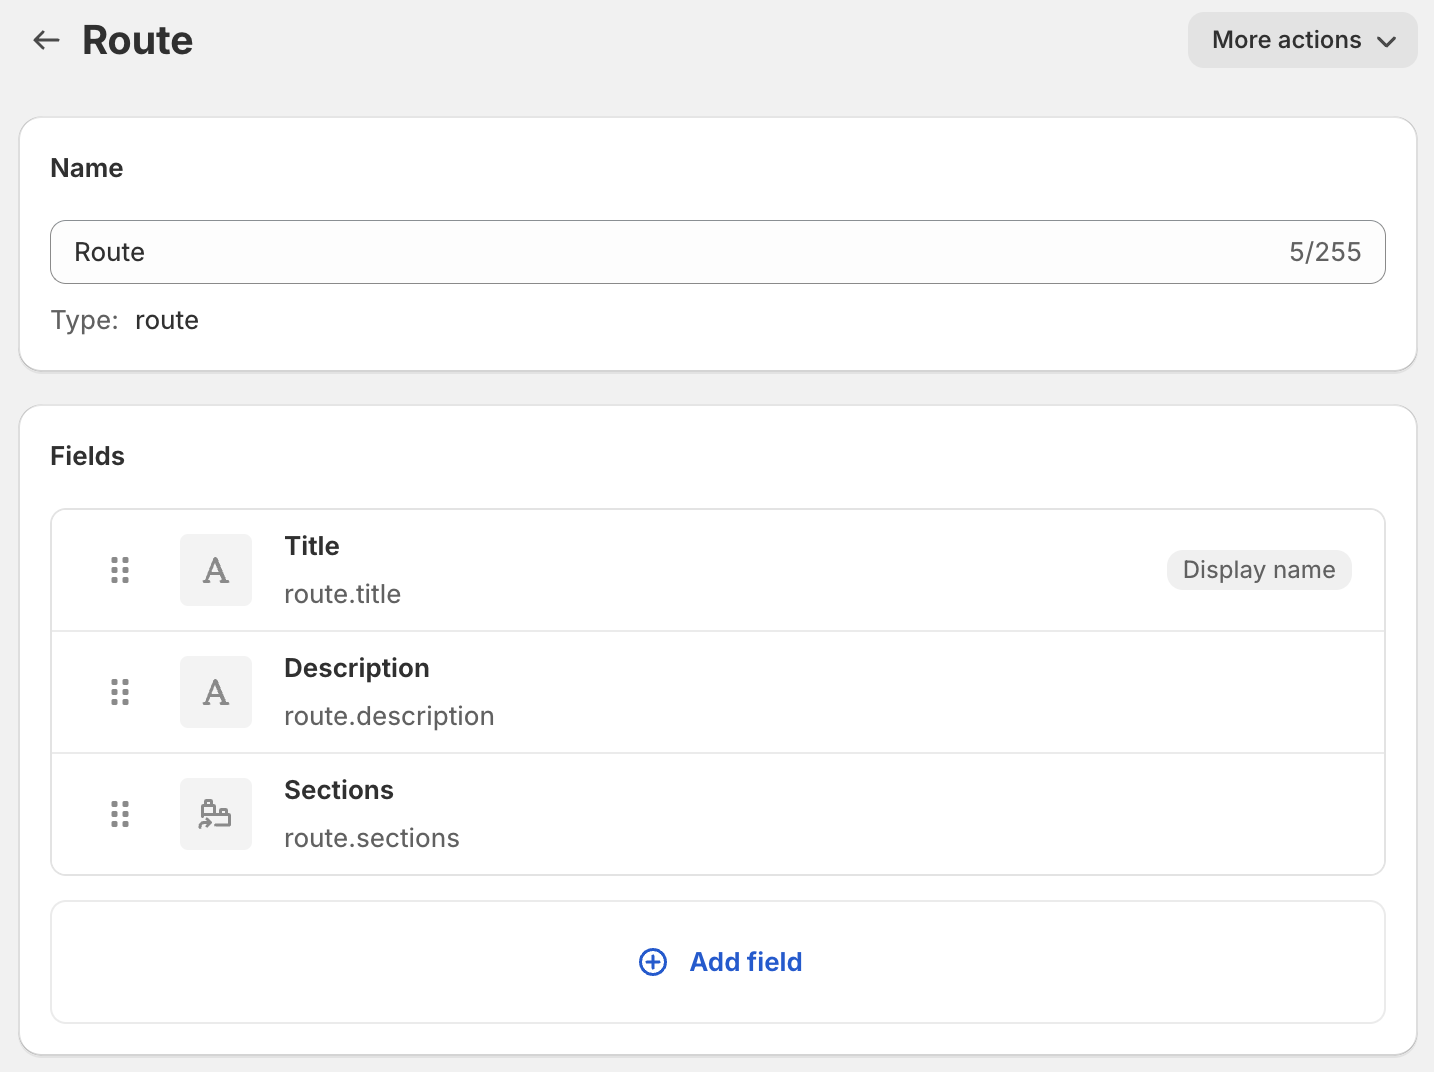 Route
More actions
Name
Route 5/255
Type: route
Fields
Title
route.title
Display name
Description
route.description
Sections
route.sections
Add field